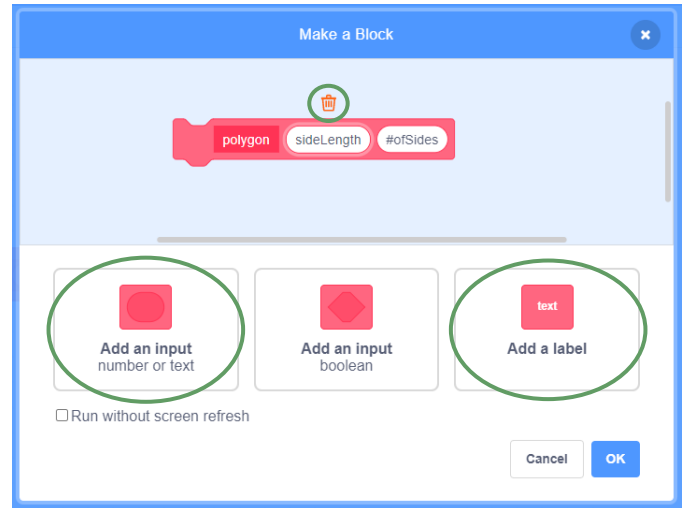 Make a Block
polygon sideLength #ofSides
text
Add an input Add an input Add a label
number or text boolean
Run without screen refresh
Cancel OK